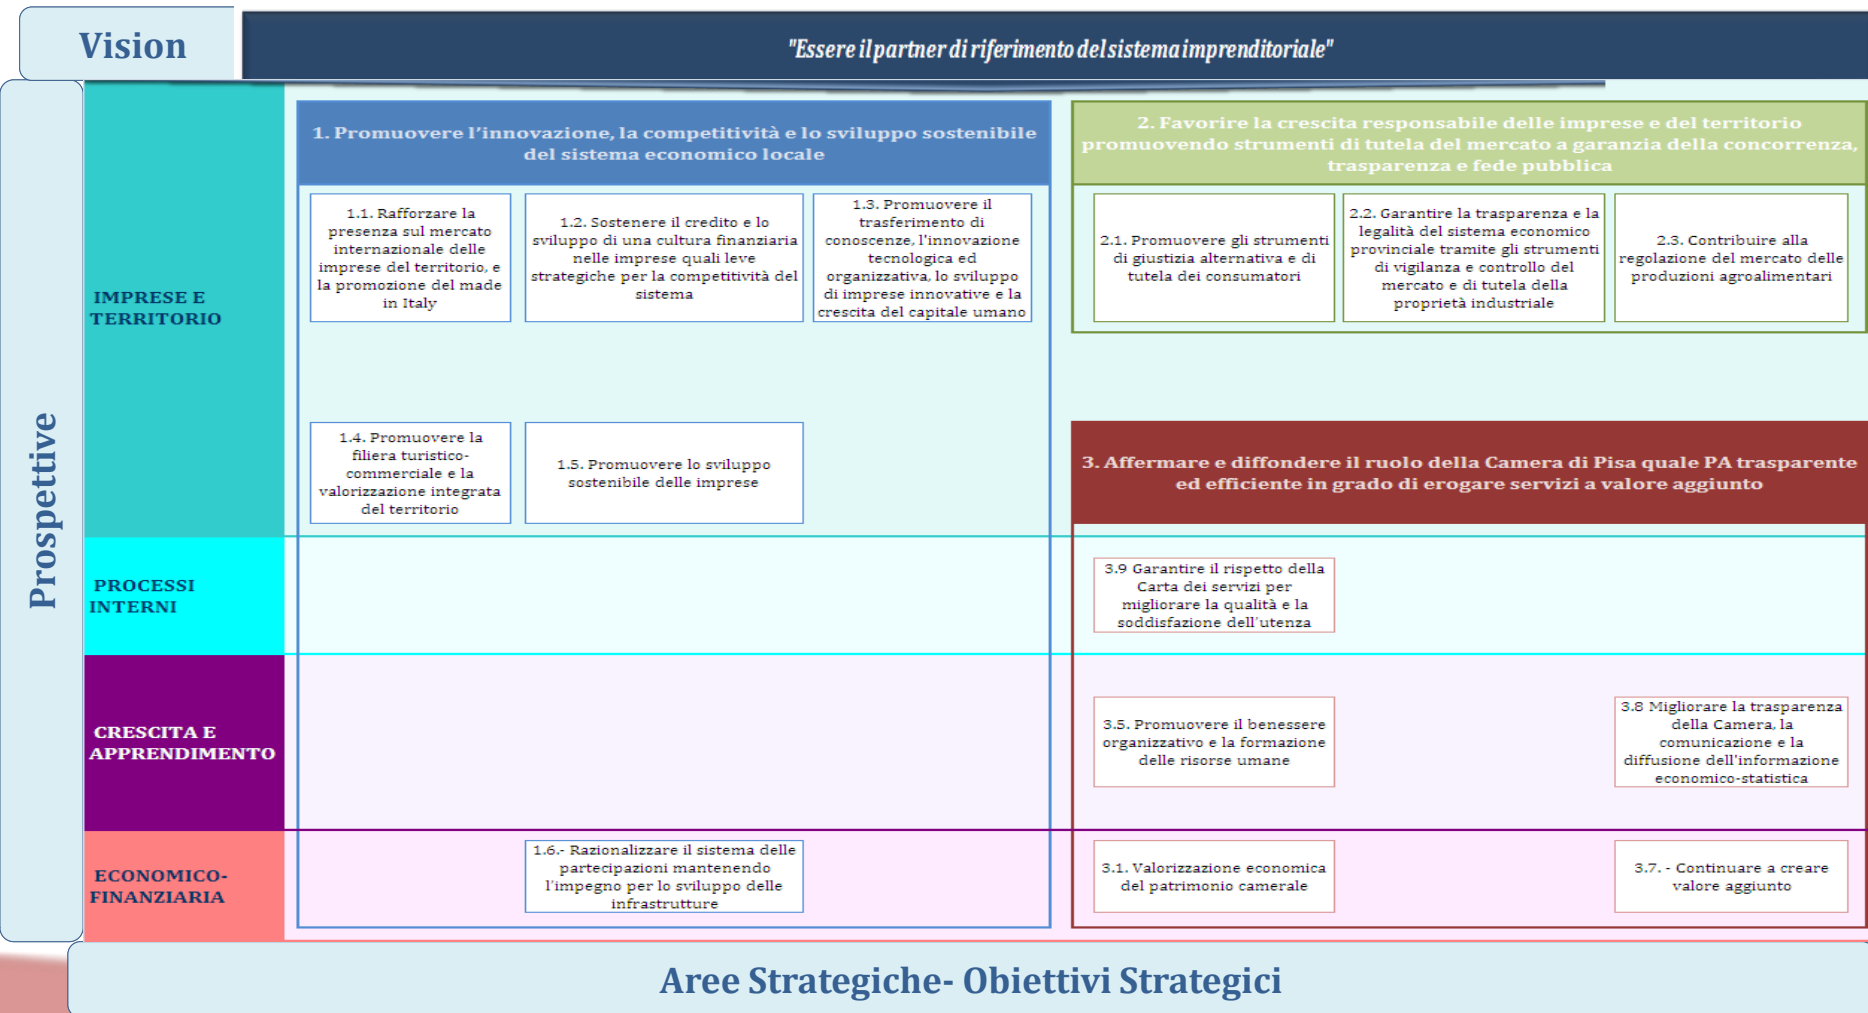 Vision
"Essere il partner di riferimento del sistema imprenditoriale"
Prospettive
IMPRESE E
TERRITORIO
1. Promuovere l'innovazione, la competitività e lo sviluppo sostenibile
del sistema economico locale
1.1. Rafforzare la
presenza sul mercato
internazionale delle
imprese del territorio, e
la promozione del made
in Italy
1.2. Sostenere il credito e lo
sviluppo di una cultura finanziaria
nelle imprese quali leve
strategiche per la competitività del
sistema
1.3. Promuovere il
trasferimento di
conoscenze, l'innovazione
tecnologica ed
organizzativa, lo sviluppo
di imprese innovative e la
crescita del capitale umano
1.4. Promuovere la
filiera turistico-
commerciale e la
valorizzazione integrata
del territorio
1.5. Promuovere lo sviluppo
sostenibile delle imprese
2. Favorire la crescita responsabile delle imprese e del territorio
promuovendo strumenti di tutela del mercato a garanzia della concorrenza,
trasparenza e fede pubblica
2.1. Promuovere gli strumenti
di giustizia alternativa e di
tutela dei consumatori
2.2. Garantire la trasparenza e la
legalità del sistema economico
provinciale tramite gli strumenti
di vigilanza e controllo del
mercato e di tutela della
proprietà industriale
2.3. Contribuire alla
regolazione del mercato delle
produzioni agroalimentari
3. Affermare e diffondere il ruolo della Camera di Pisa quale PA trasparente
ed efficiente in grado di erogare servizi a valore aggiunto
PROCESSI
INTERNI
3.9 Garantire il rispetto della
Carta dei servizi per
migliorare la qualità e la
soddisfazione dell'utenza
CRESCITA E
APPRENDIMENTO
3.5. Promuovere il benessere
organizzativo e la formazione
delle risorse umane
3.8 Migliorare la trasparenza
della Camera, la
comunicazione e la
diffusione dell'informazione
economico-statistica
ECONOMICO-
FINANZIARIA
1.6.- Razionalizzare il sistema delle
partecipazioni mantenendo
l'impegno per lo sviluppo delle
infrastrutture
3.1. Valorizzazione economica
del patrimonio camerale
3.7. - Continuare a creare
valore aggiunto
Aree Strategiche- Obiettivi Strategici